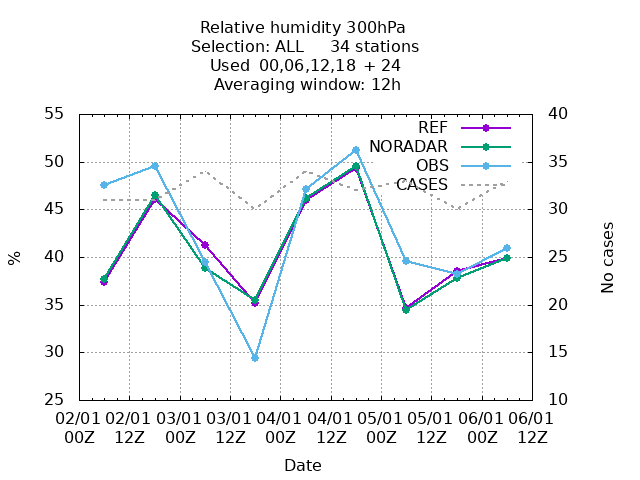 Relative humidity 300hPa
Selection: ALL 34 stations
Used 00,06,12,18 + 24
Averaging window: 12h
REF
NORADAR
OBS
CASES
55
50
45
40
35
30
25
%
40
35
30
25
20
15
10
No cases
02/01 02/01 03/01 03/01 04/01 04/01 05/01 05/01 06/01 06/01
00Z 12Z 00Z 12Z 00Z 12Z 00Z 12Z 00Z 12Z
Date